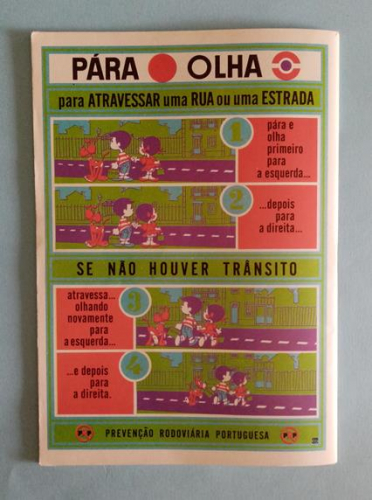 PÁRA OLHA
para ATRAVESSAR uma RUA ou uma ESTRADA
1
pára e
olha
primeiro
para
a esquerda...
2
...depois
para
a direita...
SE NÃO HOUVER TRÂNSITO
atravessa...
olhando
novamente
para
a esquerda...
3
...e depois
para
a direita.
4
PREVENÇÃO RODOVIÁRIA PORTUGUESA